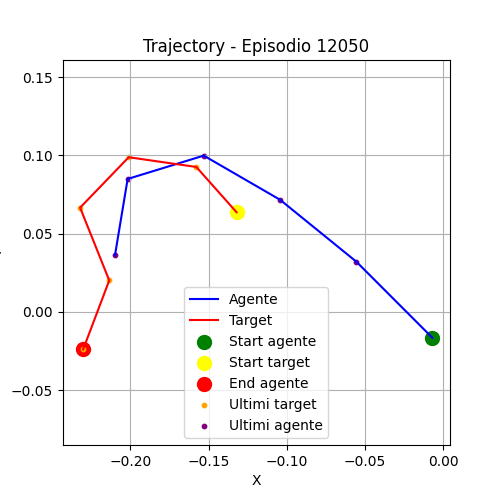 Trajectory - Episodio 12050
0.15
0.10
0.05
0.00
−0.05
−0.20
−0.15
−0.10
−0.05
0.00
X
Agente
Target
Start agente
Start target
End agente
Ultimi target
Ultimi agente